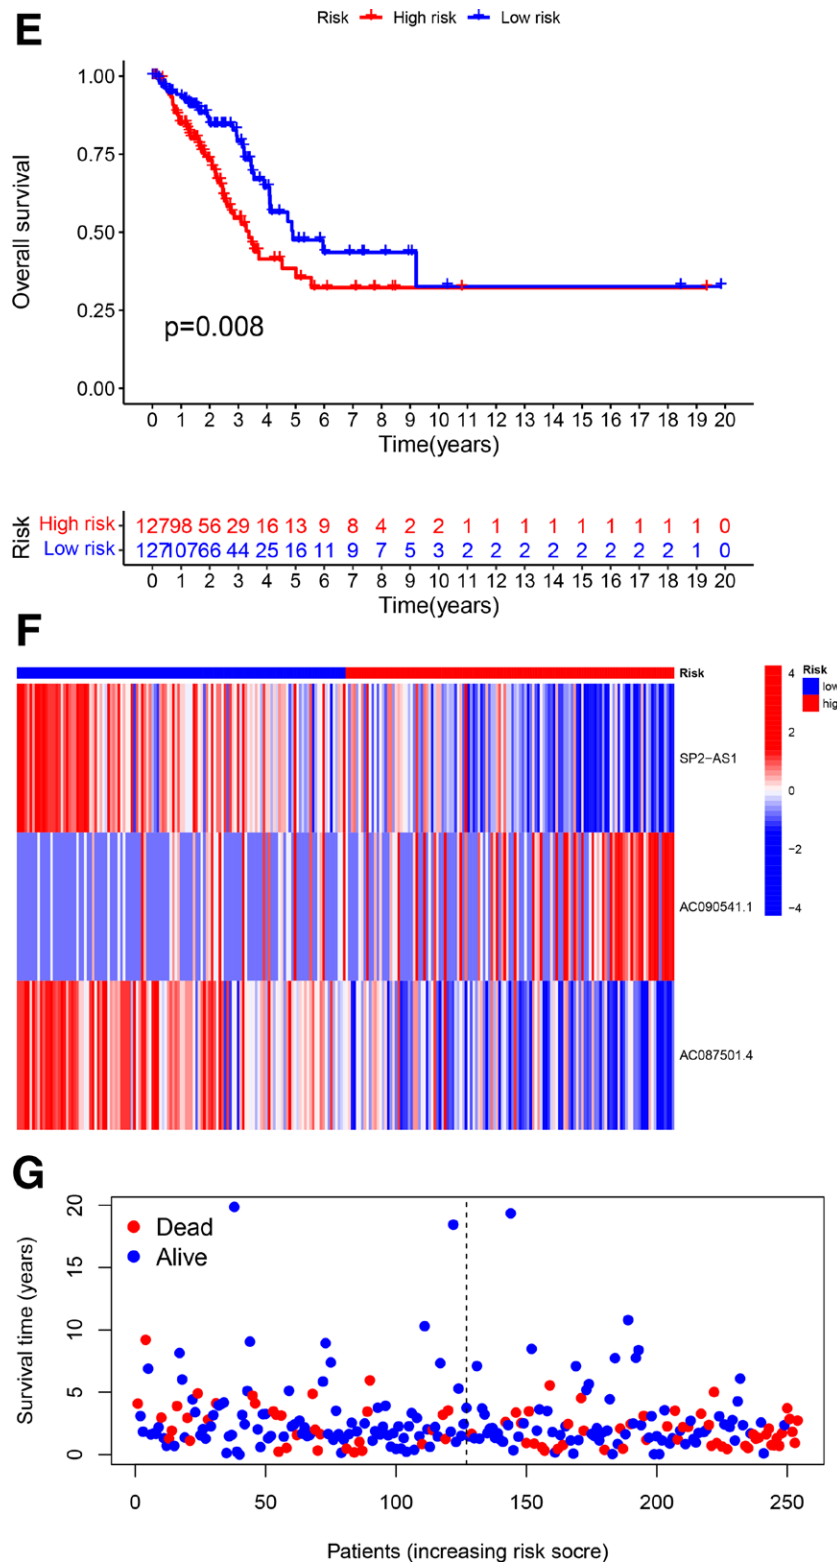 E
Risk High risk Low risk
Overall survival
1.00
0.75
0.50
0.25
0.00
p=0.008
0 1 2 3 4 5 6 7 8 9 10 11 12 13 14 15 16 17 18 19 20
Time(years)
Risk
High risk 127 98 56 29 16 13 9 8 4 2 2 1 1 1 1 1 1 1 1 1 0
Low risk 127 107 66 44 25 16 11 9 7 5 3 2 2 2 2 2 2 2 2 1 0
0 1 2 3 4 5 6 7 8 9 10 11 12 13 14 15 16 17 18 19 20
Time(years)
F
Risk
SP2-AS1
AC090541.1
AC087501.4
4
2
0
-2
-4
Risk
low
hig
G
Dead
Alive
Survival time (years)
20
15
10
5
0
0 50 100 150 200 250
Patients (increasing risk socre)